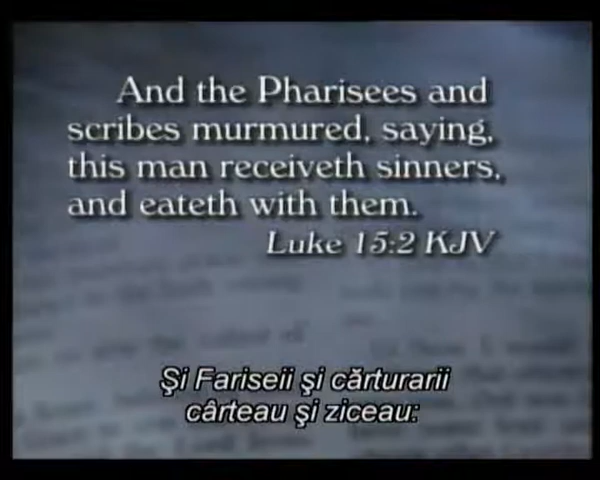 And the Pharisees and
scribes murmured, saying,
this man receiveth sinners,
and eateth with them.
Luke 15:2 KJV
Şi Fariseii şi cărturarii
cârteau şi ziceau: